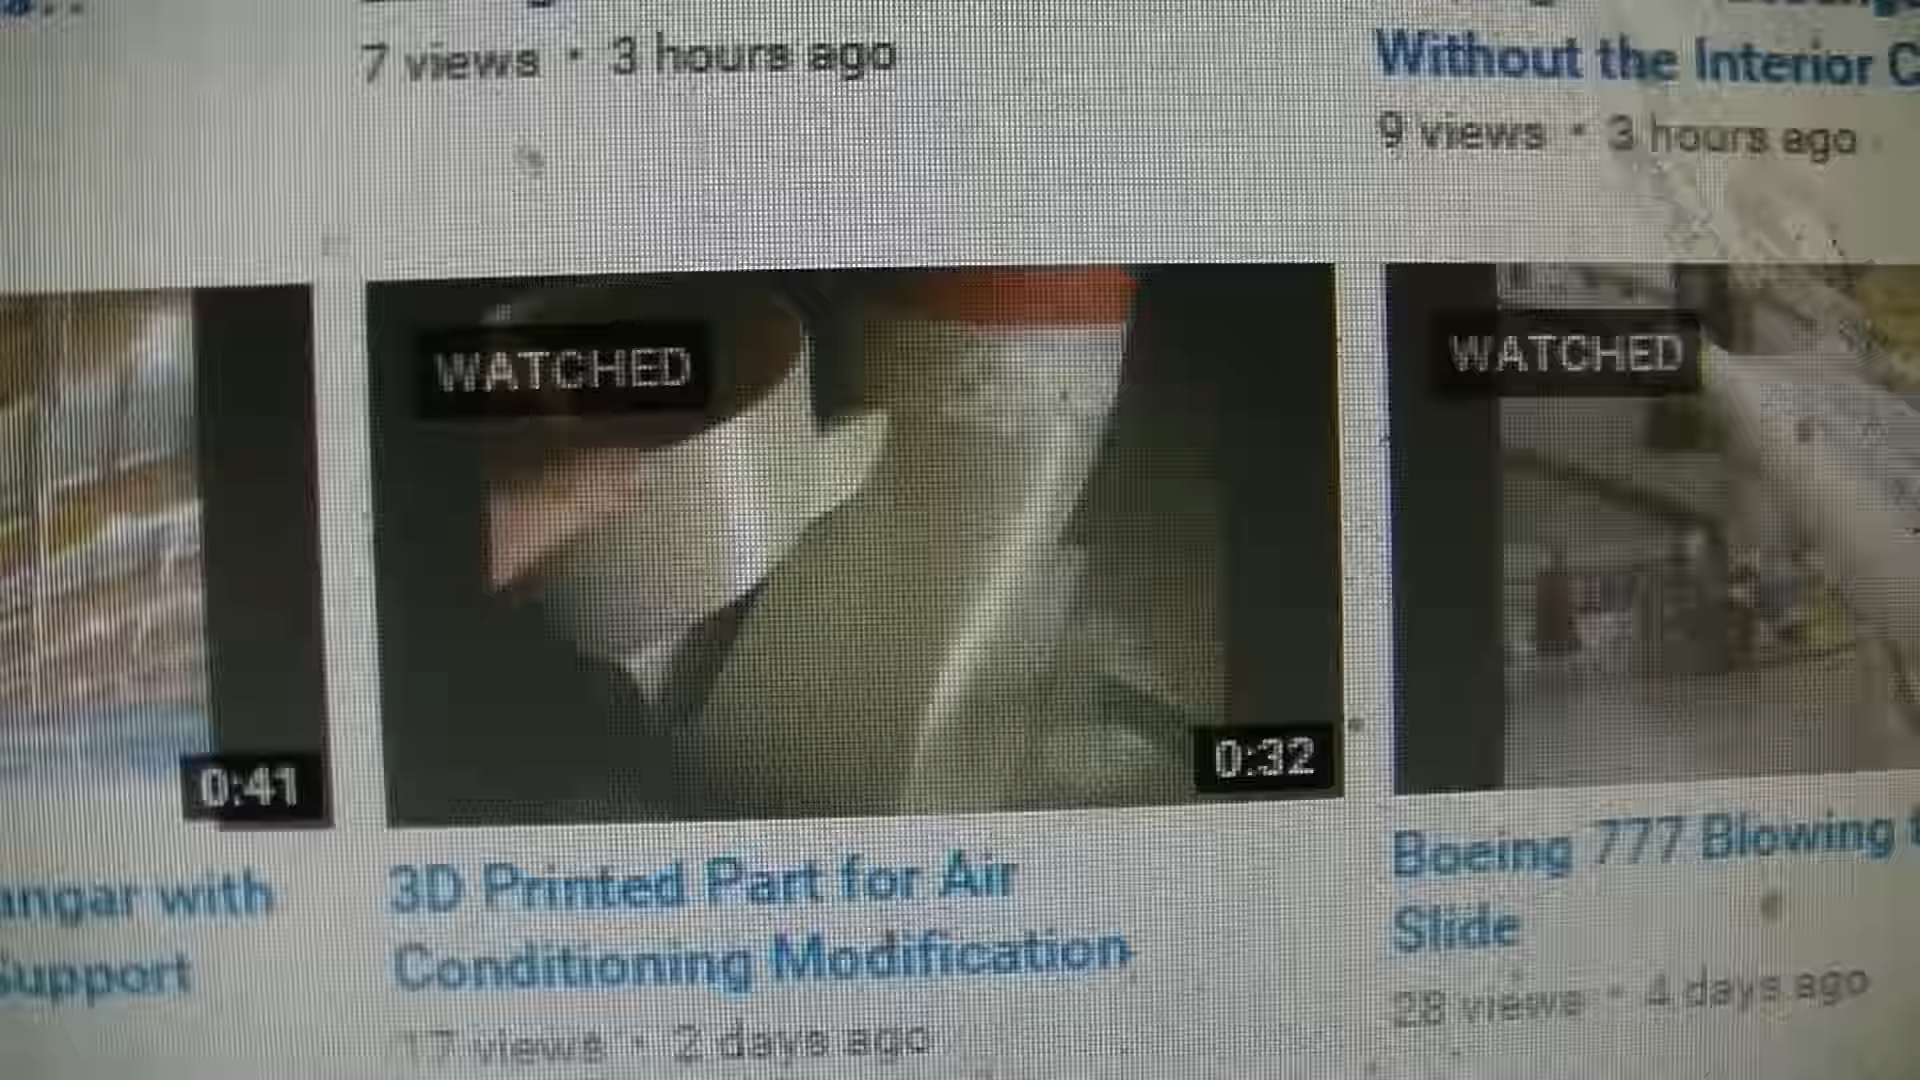 7 views • 3 hours ago
Without the Interior
9 views • 3 hours ago
WATCHED
WATCHED
0:41
0:32
angar with
Support
3D Printed Part for Air
Conditioning Modification
17 views • 2 days ago
Boeing 777 Blowing
Slide
28 views • 4 days ago